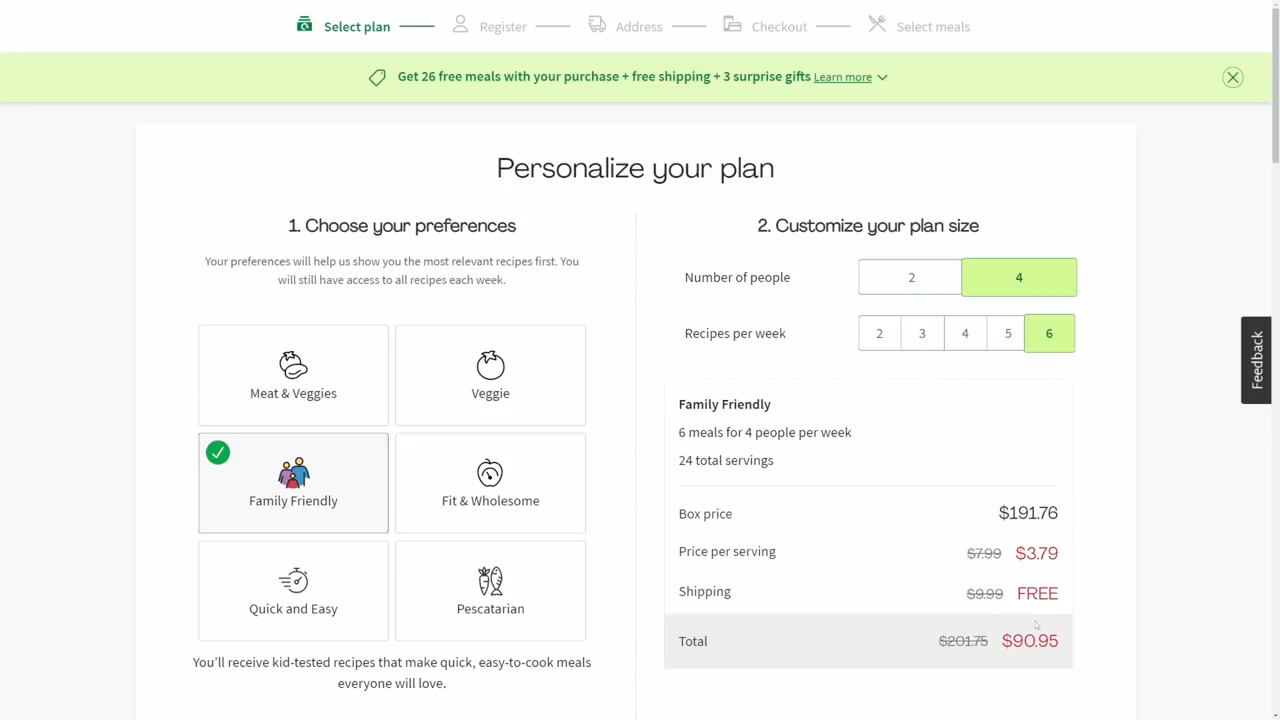 Select plan
Register
Address
Checkout
Select meals
Get 26 free meals with your purchase + free shipping + 3 surprise gifts Learn more
Personalize your plan
1. Choose your preferences
Your preferences will help us show you the most relevant recipes first. You
will still have access to all recipes each week.
Meat & Veggies
Veggie
Family Friendly
Fit & Wholesome
Quick and Easy
Pescatarian
You'll receive kid-tested recipes that make quick, easy-to-cook meals
everyone will love.
2. Customize your plan size
Number of people
2
4
Recipes per week
2
3
4
5
6
Family Friendly
6 meals for 4 people per week
24 total servings
Box price
$191.76
Price per serving
$7.99 $3.79
Shipping
$9.99 FREE
Total
$201.75 $90.95
Feedback